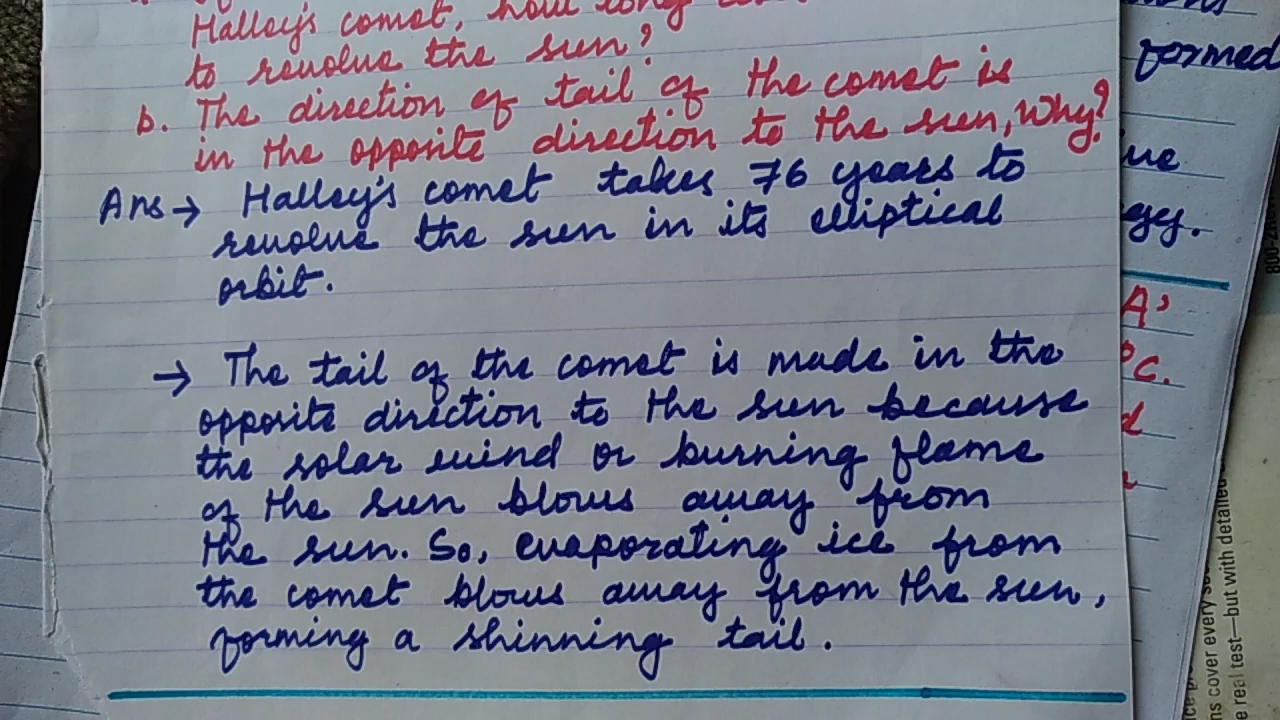 Halley's comet, how long
to revolve the sun?
b. The direction of tail of the comet is
in the opposite direction to the sun, Why?
Ans → Halley's comet takes 76 years to
revolve the sun in its elliptical
orbit.
→ The tail of the comet is made in the
opposite direction to the sun because
the solar wind or burning flame
of the sun blows away from
the sun. So, evaporating ice from
the comet blows away from the sun,
forming a shinning tail.
formed
A's
°C.
s cover every
e real test—but with detailed